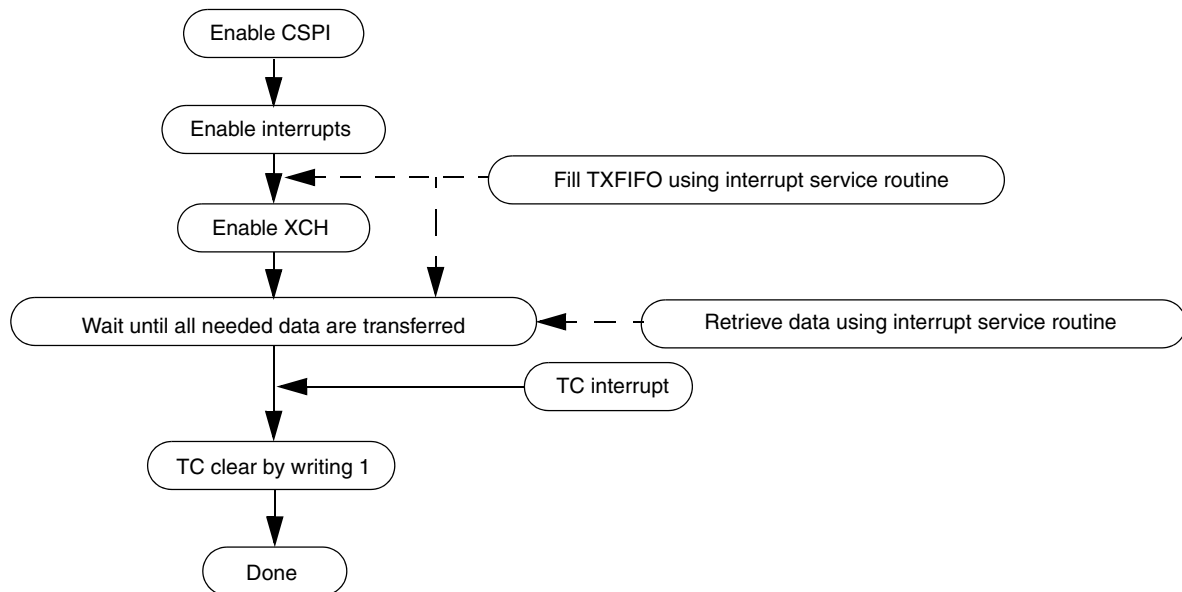 Enable CSPI
Enable interrupts
Fill TXFIFO using interrupt service routine
Enable XCH
Wait until all needed data are transferred
Retrieve data using interrupt service routine
TC interrupt
TC clear by writing 1
Done